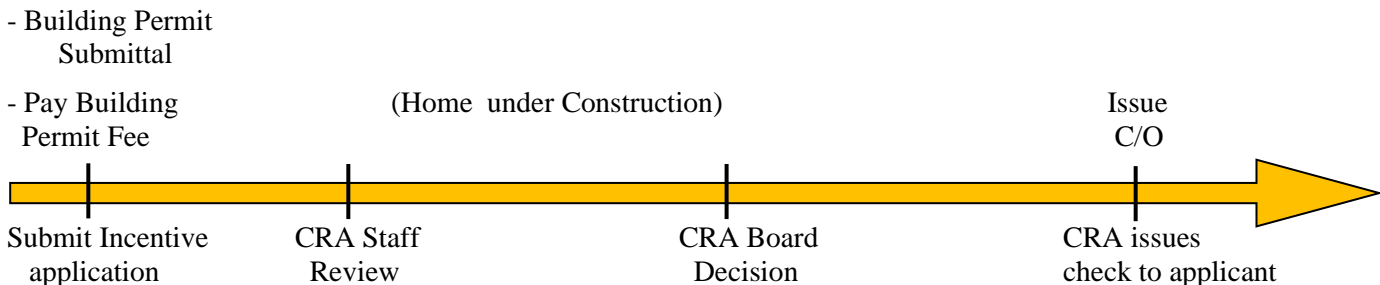 - Building Permit
Submittal
- Pay Building
Permit Fee
(Home under Construction)
Issue
C/O
Submit Incentive
application
CRA Staff
Review
CRA Board
Decision
CRA issues
check to applicant